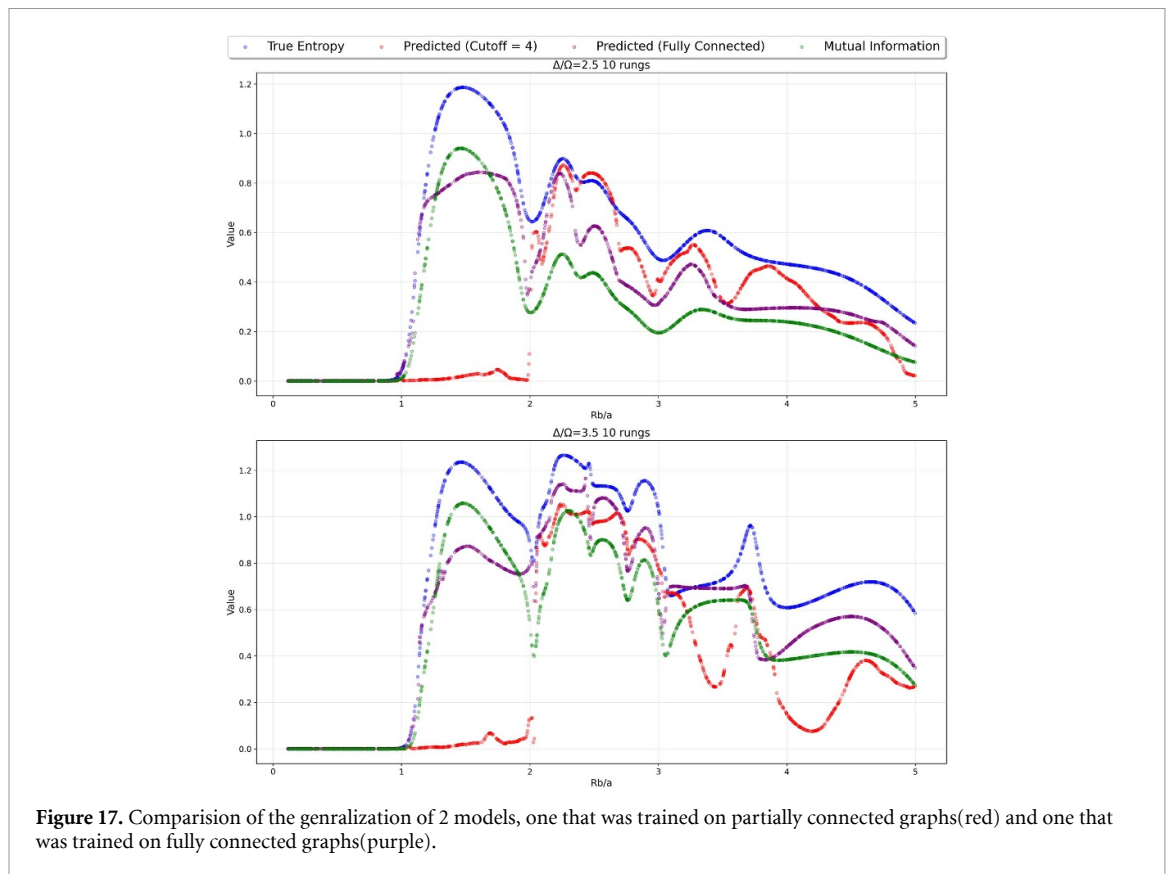 True Entropy Predicted (Cutoff = 4) Predicted (Fully Connected) Mutual Information
Δ/Ω=2.5 10 rungs
1.2
1.0
0.8
0.6
0.4
0.2
0.0
Value
0 1 2 3 4 5
Rb/a
Δ/Ω=3.5 10 rungs
1.2
1.0
0.8
0.6
0.4
0.2
0.0
Value
0 1 2 3 4 5
Rb/a
Figure 17. Comparision of the genralization of 2 models, one that was trained on partially connected graphs(red) and one that
was trained on fully connected graphs(purple).